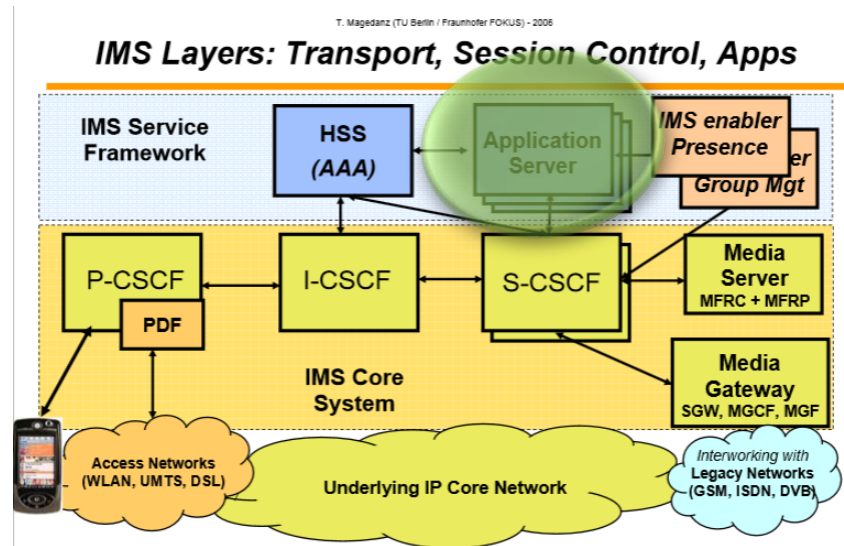 T. Magedanz (TU Berlin / Fraunhofer FOKUS) - 2006
IMS Layers: Transport, Session Control, Apps
IMS Service
Framework
HSS
(AAA)
Application
Server
IMS enabler
Presence
Group Mgt
P-CSCF
PDF
I-CSCF
S-CSCF
Media
Server
MFRC + MFRP
IMS Core
System
Media
Gateway
SGW, MGCF, MGF
Access Networks
(WLAN, UMTS, DSL)
Underlying IP Core Network
Interworking with
Legacy Networks
(GSM, ISDN, DVB)